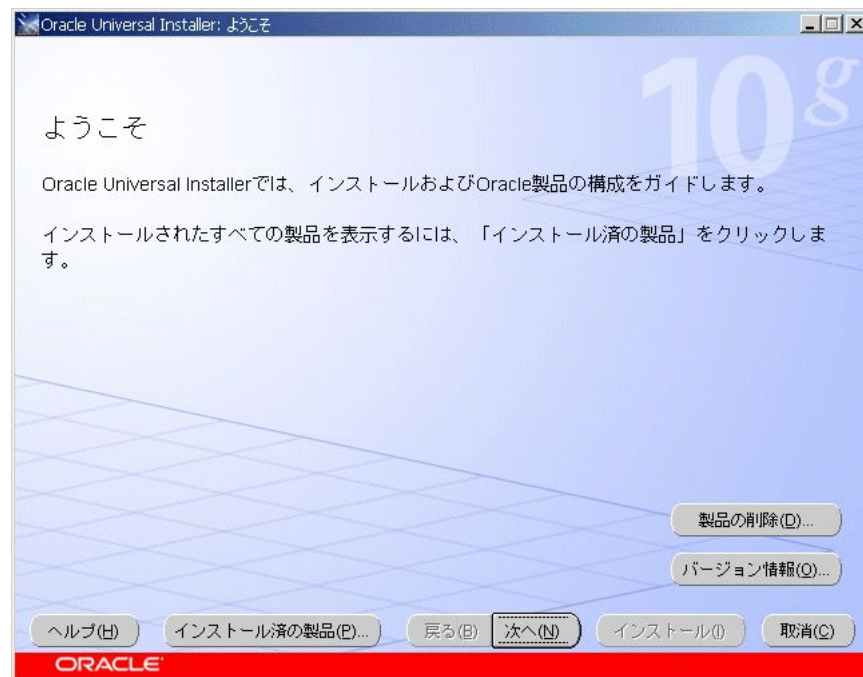 Oracle Universal Installer: ようこそ
10g
ようこそ
Oracle Universal Installerでは、インストールおよびOracle製品の構成をガイドします。
インストールされたすべての製品を表示するには、「インストール済の製品」をクリックしま
す。
製品の削除(D)...
バージョン情報(O)...
ヘルプ(H) インストール済の製品(P)... 戻る(B) 次へ(N) インストール(I) 取消(C)
ORACLE